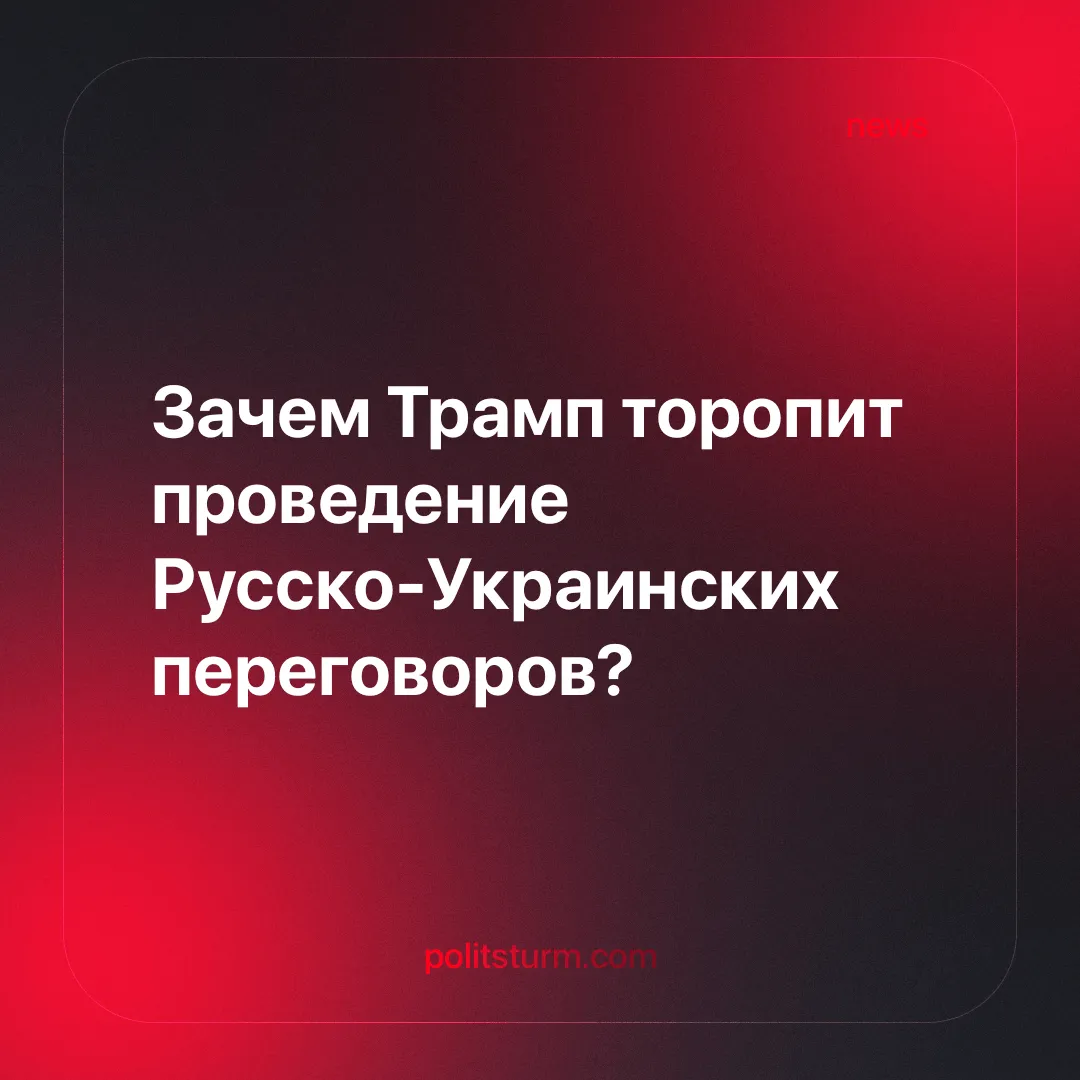 news
Зачем Трамп торопит
проведение
Русско-Украинских
переговоров?
politsturm.com